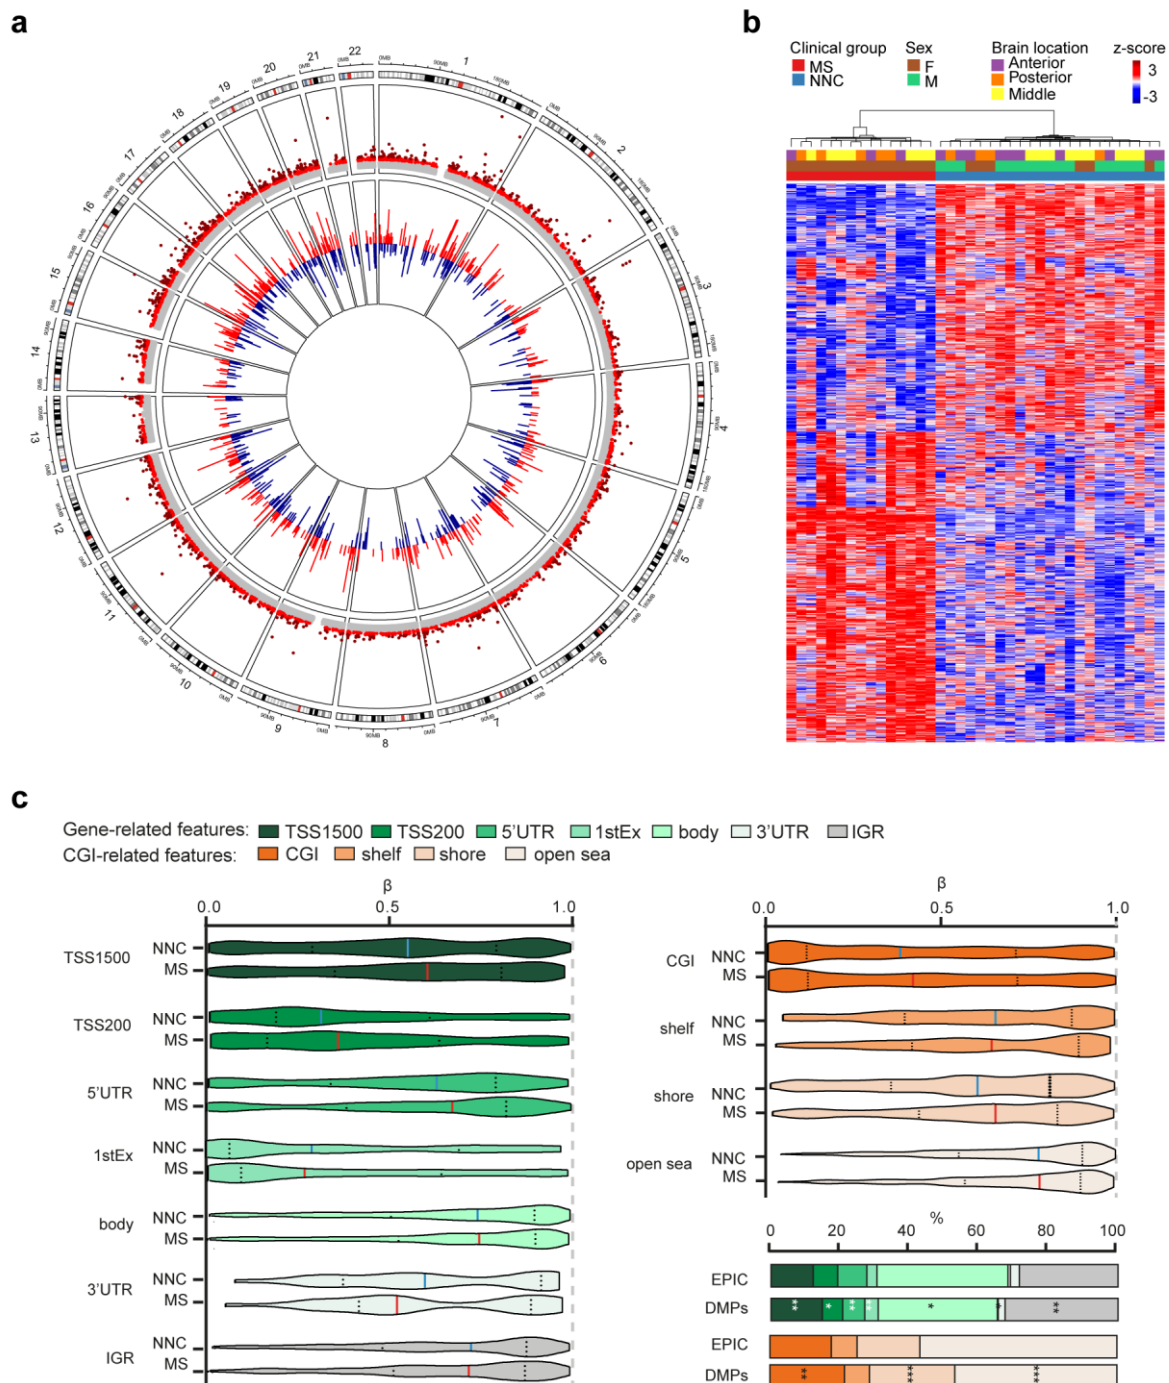 a
b
Clinical group Sex Brain location z-score
MS F Anterior 3
NNC M Posterior -3
Middle
1
2
3
4
5
6
7
8
9
10
11
12
13
14
15
16
17
18
19
20
21
22
0MB
90MB
180MB
c
Gene-related features: TSS1500 TSS200 5'UTR 1stEx body 3'UTR IGR
CGI-related features: CGI shelf shore open sea
β
0.0 0.5 1.0
TSS1500 NNC
MS
TSS200 NNC
MS
5'UTR NNC
MS
1stEx NNC
MS
body NNC
MS
3'UTR NNC
MS
IGR NNC
MS
β
0.0 0.5 1.0
CGI NNC
MS
shelf NNC
MS
shore NNC
MS
open sea NNC
MS
%
0 20 40 60 80 100
EPIC
DMPs ** * ** ** * * **
EPIC
DMPs ** *** ***